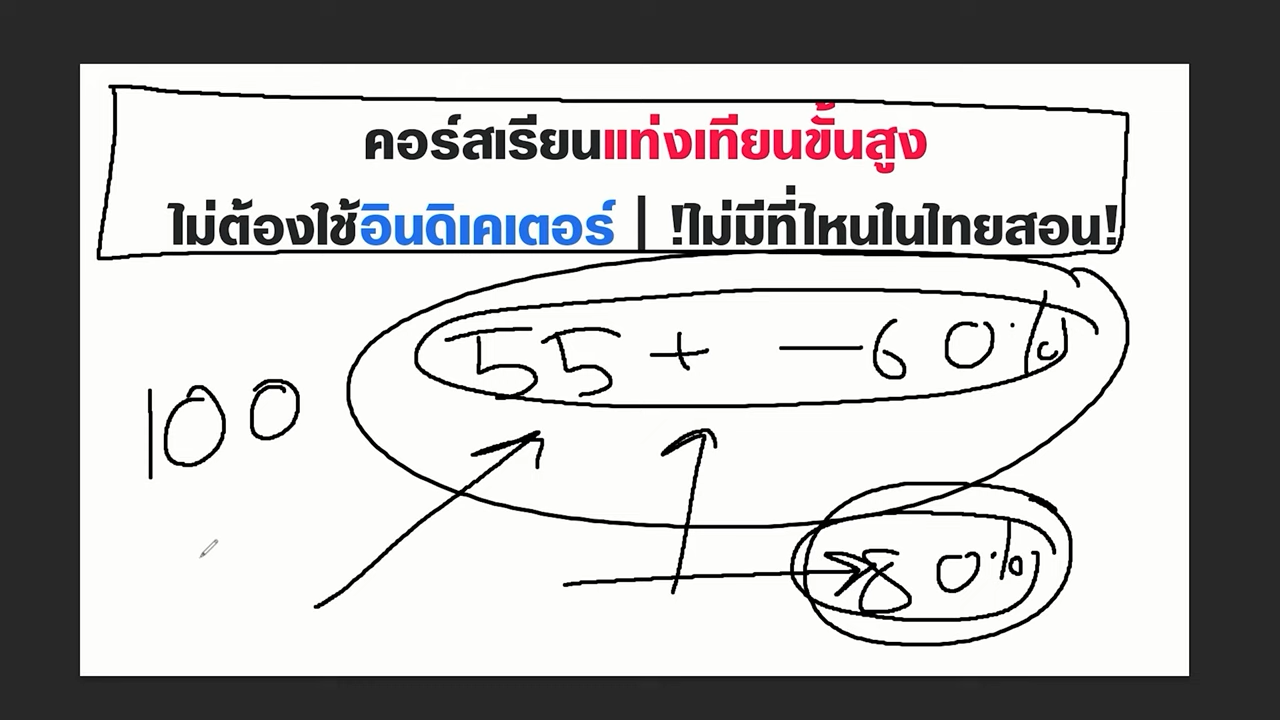 คอร์สเรียนแท่งเทียนขั้นสูง
ไม่ต้องใช้อินดิเคเตอร์ | !ไม่มีที่ไหนในไทยสอน!
55+ -60%
100
80%